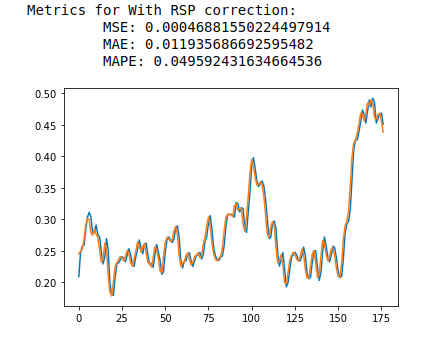 Metrics for With RSP correction:
MSE: 0.00046881550224497914
MAE: 0.011935686692595482
MAPE: 0.049592431634664536
0.50
0.45
0.40
0.35
0.30
0.25
0.20
0 25 50 75 100 125 150 175